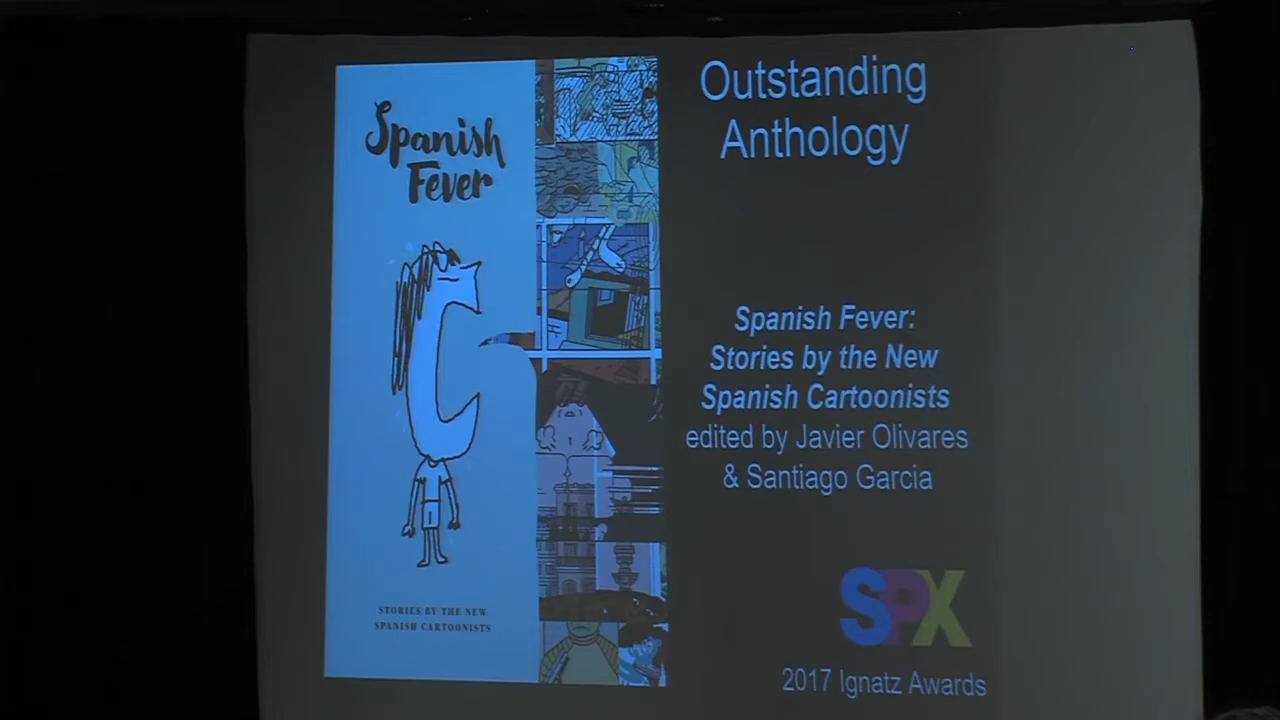 Spanish
Fever
STORIES BY THE NEW
SPANISH CARTOONISTS
Outstanding
Anthology
Spanish Fever:
Stories by the New
Spanish Cartoonists
edited by Javier Olivares
& Santiago Garcia
SPX
2017 Ignatz Awards